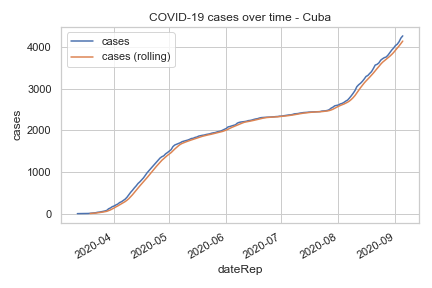 COVID-19 cases over time - Cuba
cases
cases (rolling)
4000
3000
2000
1000
0
cases
2020-04
2020-05
2020-06
2020-07
2020-08
2020-09
dateRep